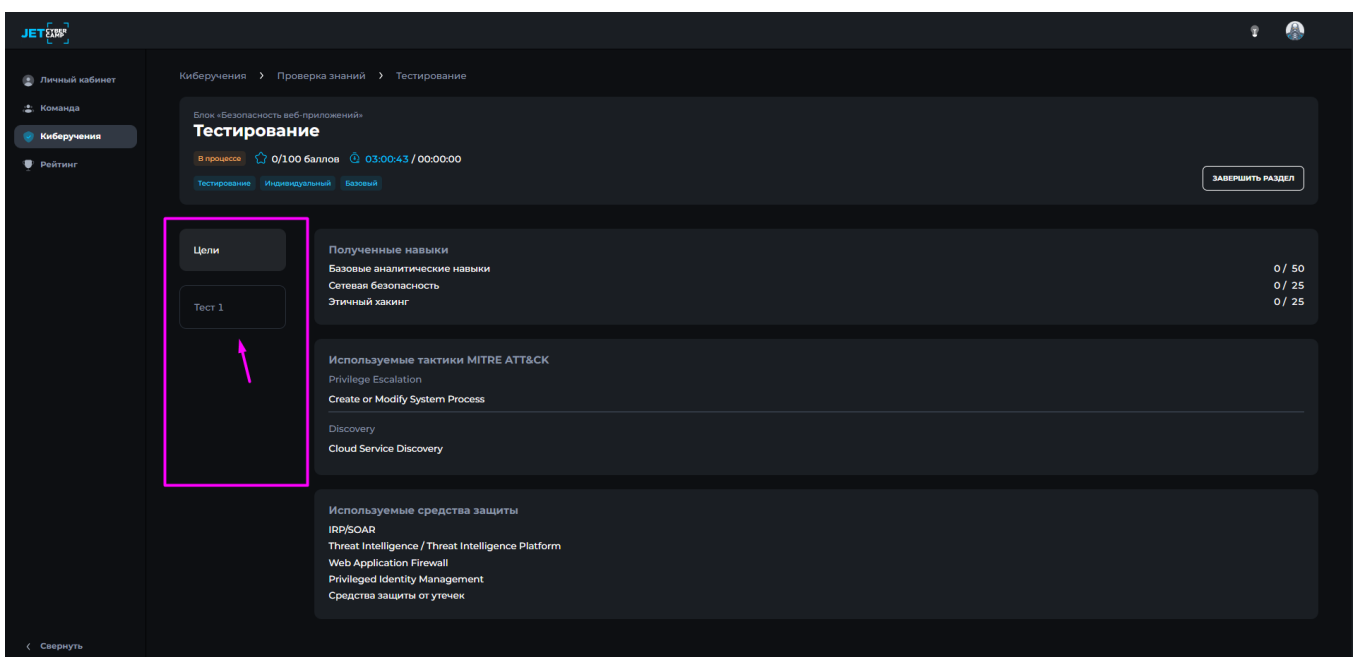 JET CYBER CAMP
Личный кабинет
Команда
Киберучения
Рейтинг
Свернуть
Киберучения > Проверка знаний > Тестирование
Блок «Безопасность веб-приложений»
Тестирование
В процессе 0/100 баллов 03:00:43 / 00:00:00
Тестирование Индивидуальный Базовый
ЗАВЕРШИТЬ РАЗДЕЛ
Цели
Тест 1
Полученные навыки
Базовые аналитические навыки 0 / 50
Сетевая безопасность 0 / 25
Этичный хакинг 0 / 25
Используемые тактики MITRE ATT&CK
Privilege Escalation
Create or Modify System Process
Discovery
Cloud Service Discovery
Используемые средства защиты
IRP/SOAR
Threat Intelligence / Threat Intelligence Platform
Web Application Firewall
Privileged Identity Management
Средства защиты от утечек